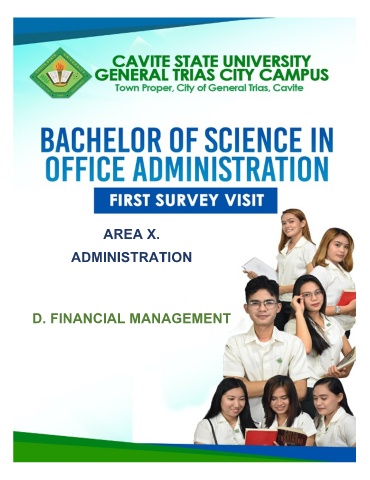 CAVITE STATE UNIVERSITY
GENERAL TRIAS CITY CAMPUS
Town Proper, City of General Trias, Cavite
BACHELOR OF SCIENCE IN
OFFICE ADMINISTRATION
FIRST SURVEY VISIT
AREA X.
ADMINISTRATION
D. FINANCIAL MANAGEMENT